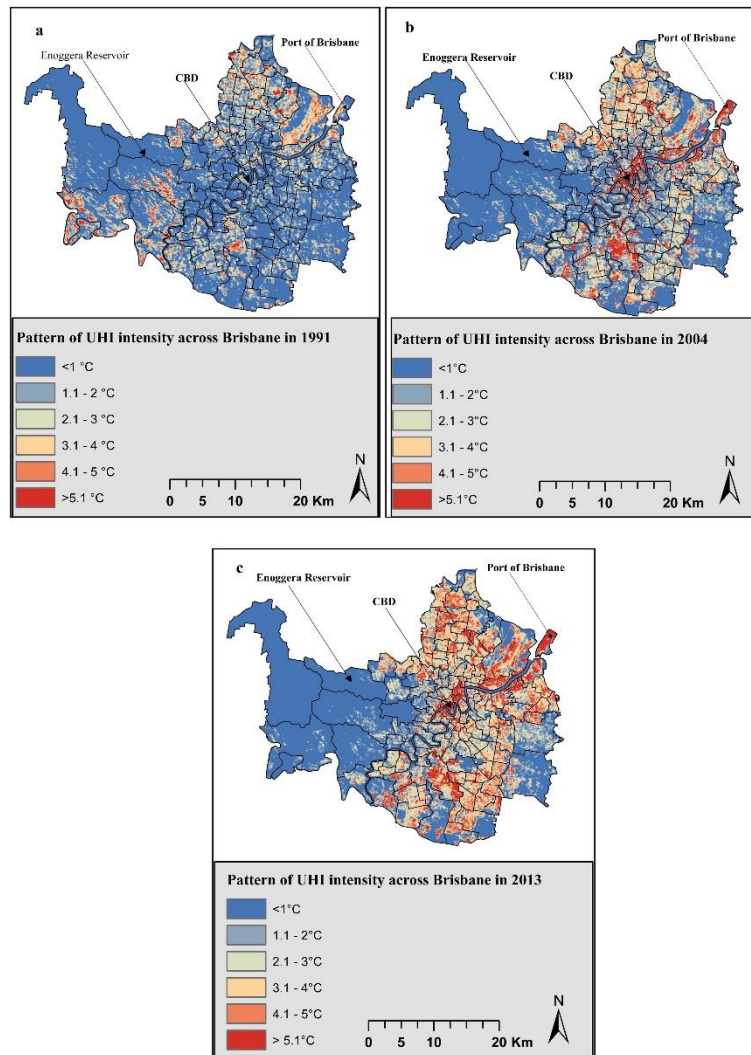 a
Port of Brisbane
Enoggera Reservoir
CBD
Pattern of UHI intensity across Brisbane in 1991
<1 °C
1.1 - 2 °C
2.1 - 3 °C
3.1 - 4 °C
4.1 - 5 °C
>5.1 °C
N
0 5 10 20 Km
b
Port of Brisbane
Enoggera Reservoir
CBD
Pattern of UHI intensity across Brisbane in 2004
<1°C
1.1 - 2°C
2.1 - 3°C
3.1 - 4°C
4.1 - 5°C
>5.1°C
N
0 5 10 20 Km
c
Port of Brisbane
Enoggera Reservoir
CBD
Pattern of UHI intensity across Brisbane in 2013
<1°C
1.1 - 2°C
2.1 - 3°C
3.1 - 4°C
4.1 - 5°C
> 5.1°C
N
0 5 10 20 Km